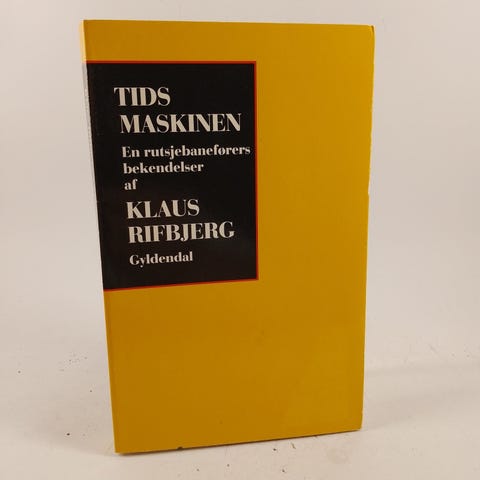 TIDS
MASKINEN
En rutsjebaneførers
bekendelser
af
KLAUS
RIFBJERG
Gyldendal